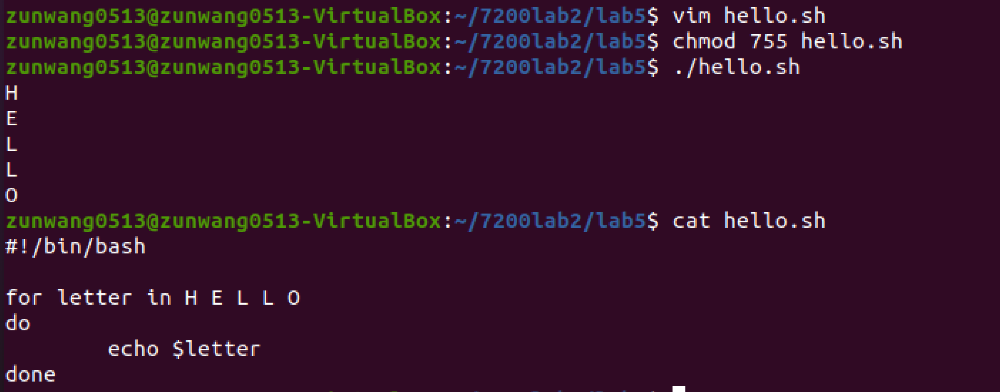 zunwang0513@zunwang0513-VirtualBox:~/7200lab2/lab5$ vim hello.sh
zunwang0513@zunwang0513-VirtualBox:~/7200lab2/lab5$ chmod 755 hello.sh
zunwang0513@zunwang0513-VirtualBox:~/7200lab2/lab5$ ./hello.sh
H
E
L
L
O
zunwang0513@zunwang0513-VirtualBox:~/7200lab2/lab5$ cat hello.sh
#!/bin/bash

for letter in H E L L O
do
        echo $letter
done